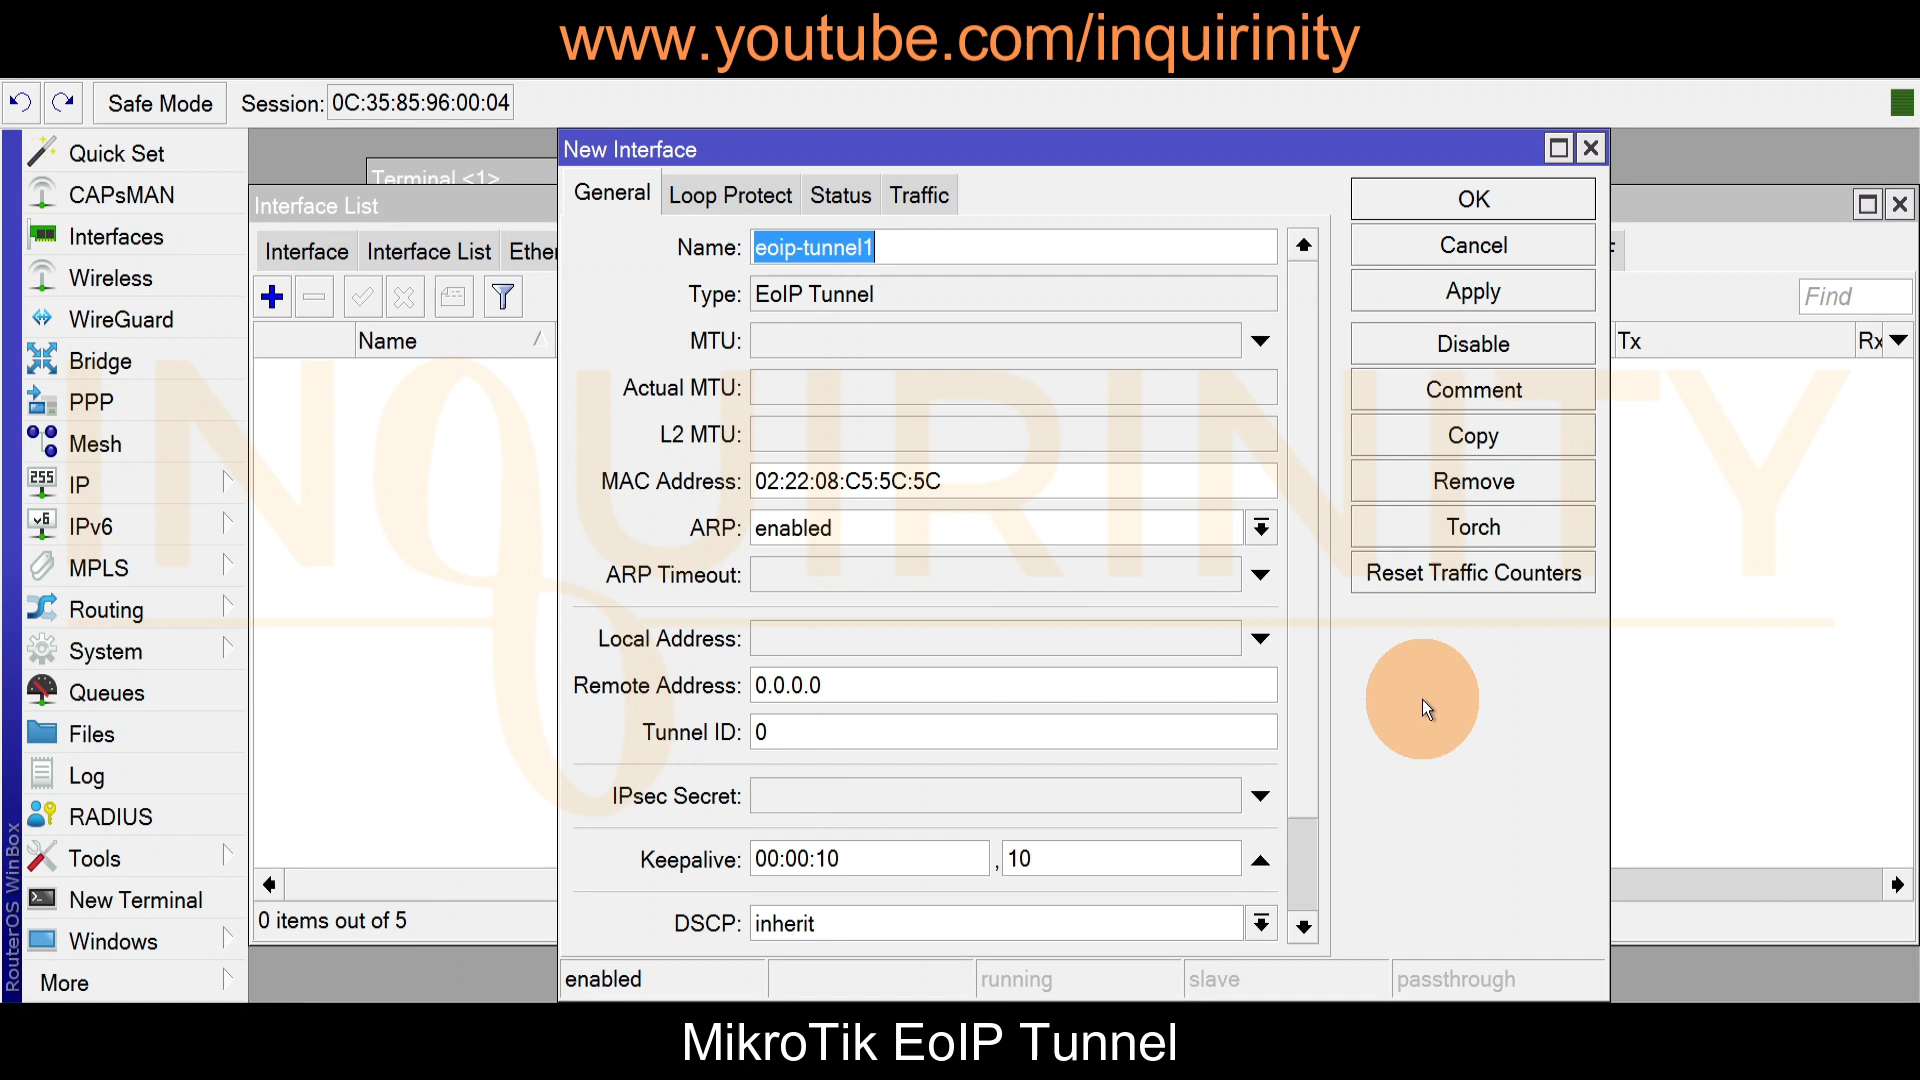 www.youtube.com/inquirinity
Safe Mode
Session: 0C:35:85:96:00:04
RouterOS WinBox
Quick Set
CAPsMAN
Interfaces
Wireless
WireGuard
Bridge
PPP
Mesh
255
IP
v6
IPv6
MPLS
Routing
System
Queues
Files
Log
RADIUS
Tools
New Terminal
Windows
More
Terminal <1>
Interface List
Interface
Interface List
Ether
Name
0 items out of 5
Find
Tx
Rx
New Interface
General
Loop Protect
Status
Traffic
Name: eoip-tunnel1
Type: EoIP Tunnel
MTU:
Actual MTU:
L2 MTU:
MAC Address: 02:22:08:C5:5C:5C
ARP: enabled
ARP Timeout:
Local Address:
Remote Address: 0.0.0.0
Tunnel ID: 0
IPsec Secret:
Keepalive: 00:00:10 , 10
DSCP: inherit
OK
Cancel
Apply
Disable
Comment
Copy
Remove
Torch
Reset Traffic Counters
enabled
running
slave
passthrough
INQUIRINITY
MikroTik EoIP Tunnel